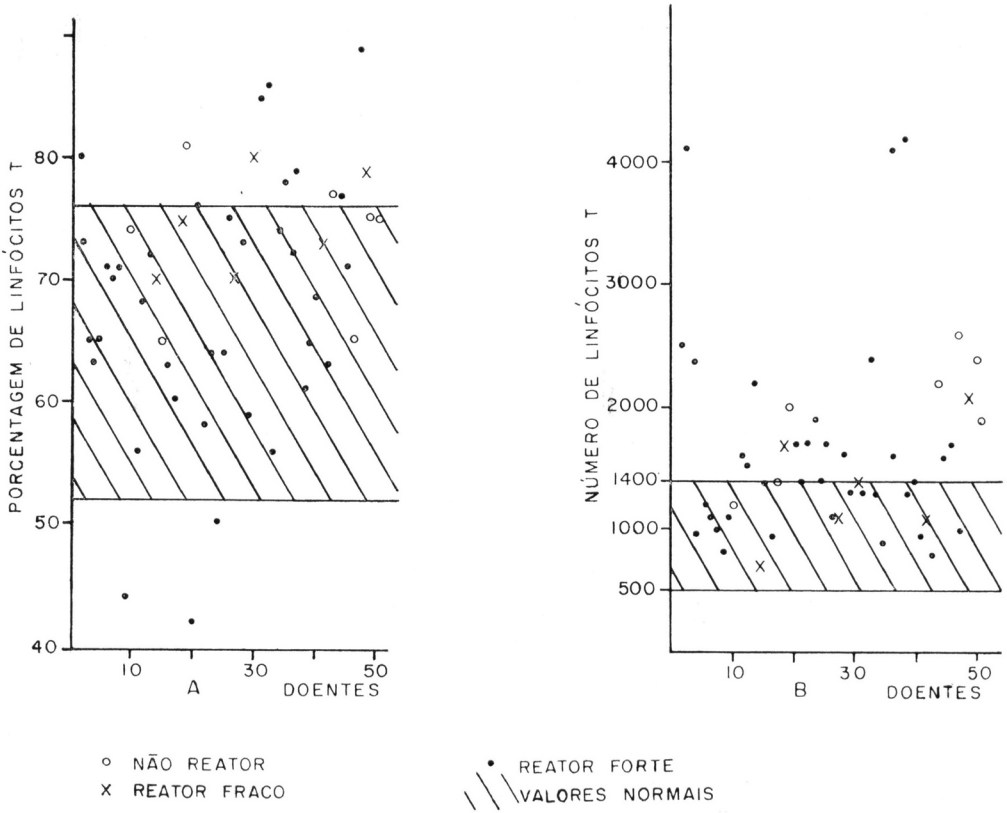 PORCENTAGEM DE LINFÓCITOS T
80
70
60
50
40
10
30
50
A
DOENTES
NÚMERO DE LINFÓCITOS T
4000
3000
2000
1400
1000
500
10
30
50
B
DOENTES
NÃO REATOR
REATOR FRACO
REATOR FORTE
VALORES NORMAIS